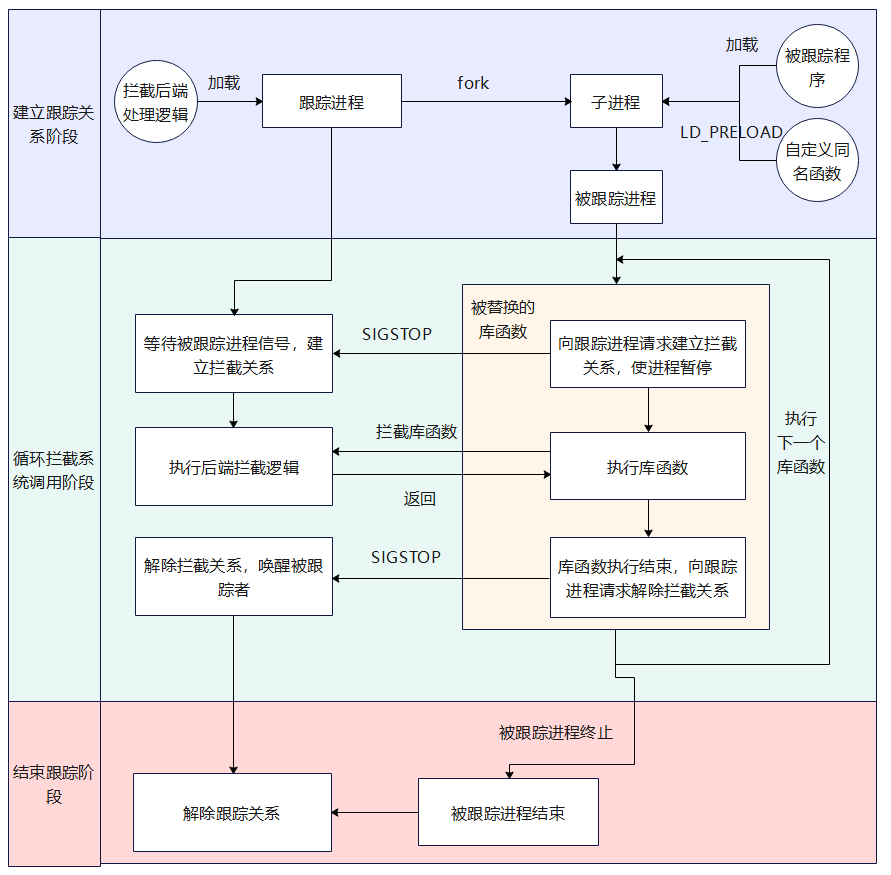 建立跟踪关
系阶段
拦截后端
处理逻辑
加载
跟踪进程
fork
子进程
加载
被跟踪程
序
LD_PRELOAD
自定义同
名函数
被跟踪进程
循环拦截系
统调用阶段
等待被跟踪进程信号，建
立拦截关系
SIGSTOP
被替换的
库函数
向跟踪进程请求建立拦截
关系，使进程暂停
执行后端拦截逻辑
拦截库函数
返回
执行库函数
执行
下一个
库函数
解除拦截关系，唤醒被跟
踪者
SIGSTOP
库函数执行结束，向跟踪
进程请求解除拦截关系
结束跟踪阶
段
被跟踪进程终止
解除跟踪关系
被跟踪进程结束